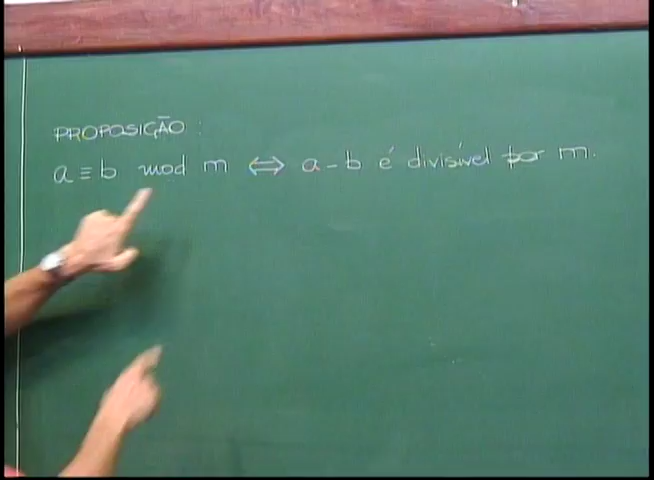 PROPOSIÇÃO:
a ≡ b mod m ⇔ a - b é divisível por m.